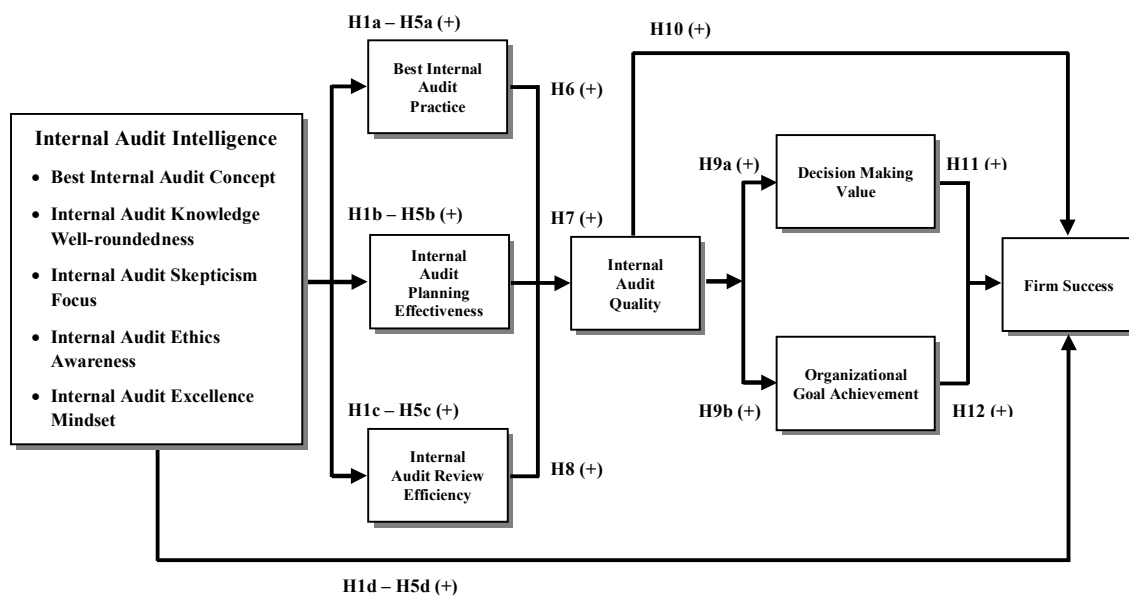 H1a – H5a (+)
H10 (+)
Best Internal
Audit
Practice
H6 (+)
Internal Audit Intelligence
• Best Internal Audit Concept
• Internal Audit Knowledge
Well-roundedness
• Internal Audit Skepticism
Focus
• Internal Audit Ethics
Awareness
• Internal Audit Excellence
Mindset
H1b – H5b (+)
Internal
Audit
Planning
Effectiveness
H7 (+)
Internal
Audit
Quality
H9a (+)
Decision Making
Value
H11 (+)
Firm Success
H1c – H5c (+)
Internal
Audit Review
Efficiency
H8 (+)
H9b (+)
Organizational
Goal Achievement
H12 (+)
H1d – H5d (+)